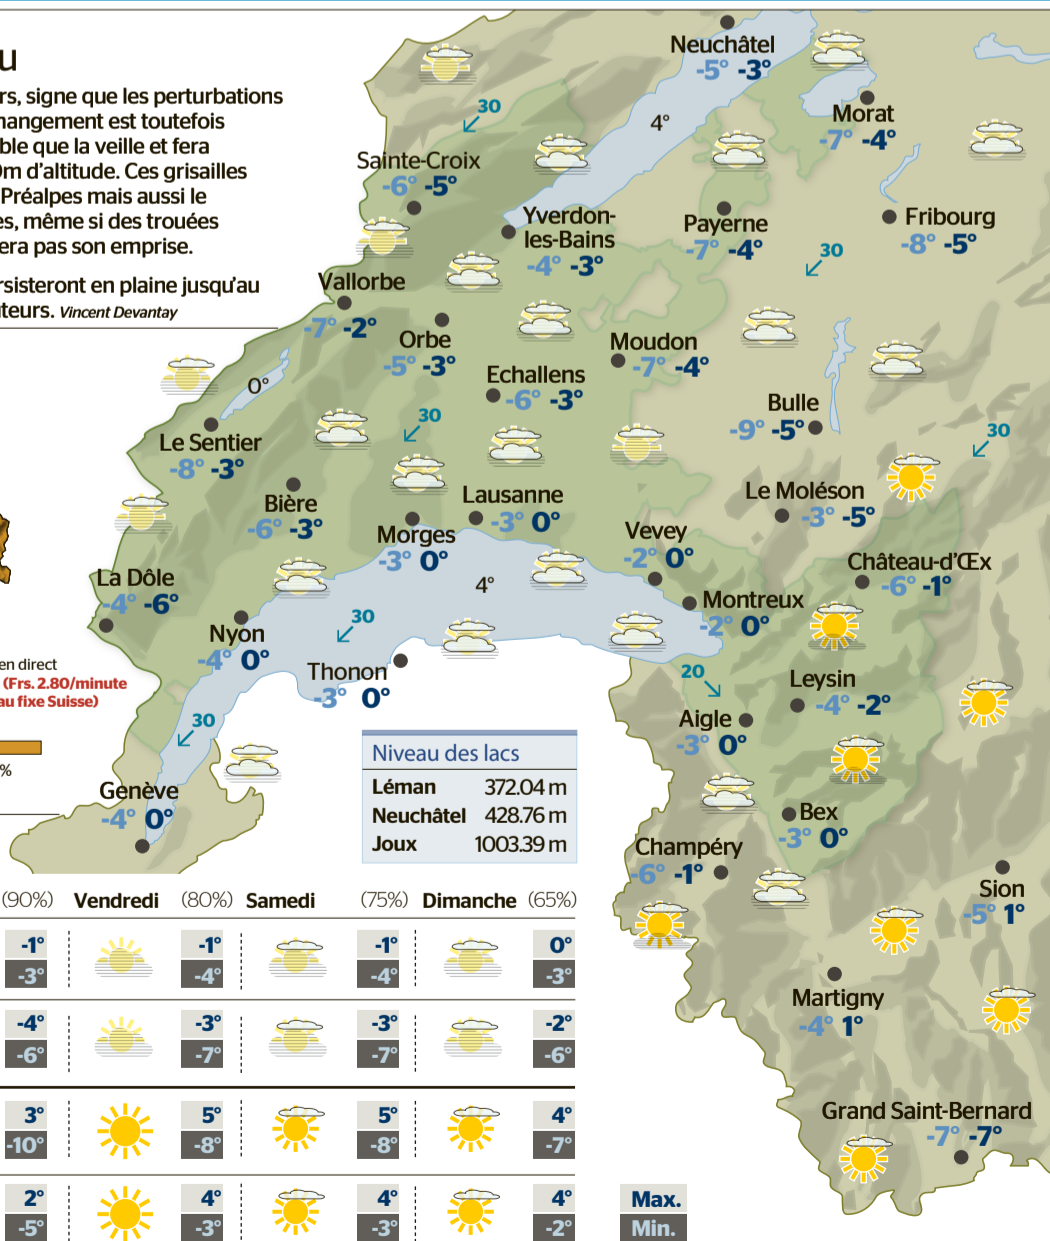 u
rs, signe que les perturbations
hangement est toutefois
ble que la veille et fera
0m d'altitude. Ces grisailles
Préalpes mais aussi le
es, même si des trouées
era pas son emprise.
rsisteront en plaine jusqu'au
uteurs. Vincent Devantay
Neuchâtel
-5° -3°
30
4°
Morat
-7° -4°
Sainte-Croix
-6° -5°
Yverdon-
les-Bains
-4° -3°
Payerne
-7° -4°
Fribourg
-8° -5°
30
Vallorbe
-7° -2°
Orbe
-5° -3°
Moudon
-7° -4°
0°
Echallens
-6° -3°
Bulle
-9° -5°
30
30
Le Sentier
-8° -3°
Bière
-6° -3°
Lausanne
-3° 0°
Morges
-3° 0°
Le Moléson
-3° -5°
Vevey
-2° 0°
Château-d'Œx
-6° -1°
La Dôle
-4° -6°
4°
Montreux
-2° 0°
Nyon
-4° 0°
30
Thonon
-3° 0°
en direct
(Frs. 2.80/minute
au fixe Suisse)
20
Leysin
-4° -2°
Aigle
-3° 0°
30
%
Genève
-4° 0°
Niveau des lacs
Léman 372.04 m
Neuchâtel 428.76 m
Joux 1003.39 m
Bex
-3° 0°
Champéry
-6° -1°
Sion
-5° 1°
Martigny
-4° 1°
Grand Saint-Bernard
-7° -7°
(90%) Vendredi (80%) Samedi (75%) Dimanche (65%)
-1° -1° -1° 0°
-3° -4° -4° -3°
-4° -3° -3° -2°
-6° -7° -7° -6°
3° 5° 5° 4°
-10° -8° -8° -7°
2° 4° 4° 4°
-5° -3° -3° -2°
Max.
Min.